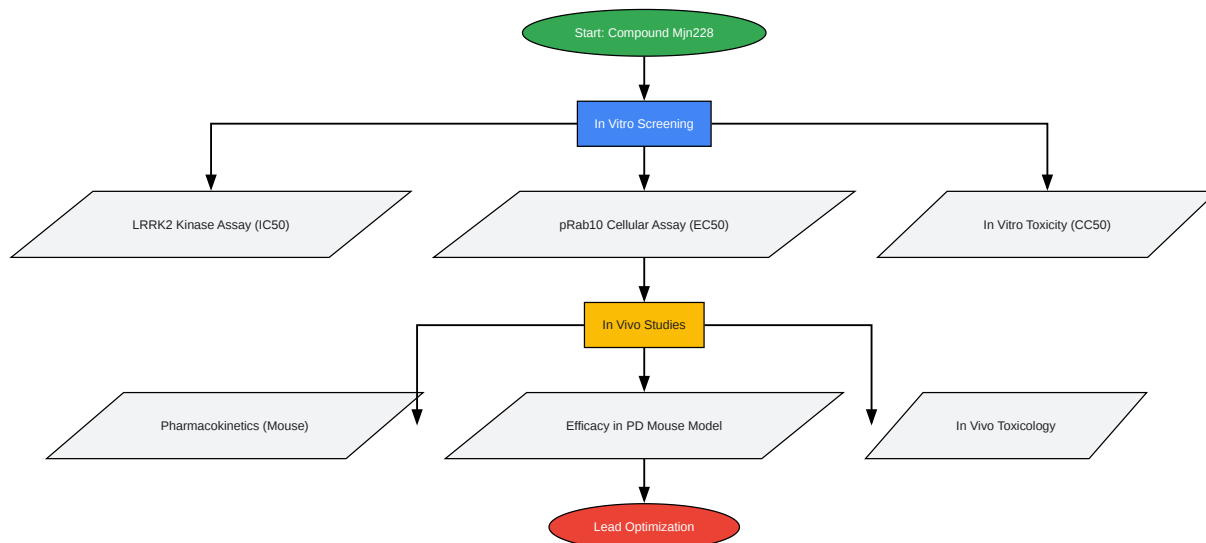 Start: Compound Mjn228
In Vitro Screening
LRRK2 Kinase Assay (IC50)
pRab10 Cellular Assay (EC50)
In Vitro Toxicity (CC50)
In Vivo Studies
Pharmacokinetics (Mouse)
Efficacy in PD Mouse Model
In Vivo Toxicology
Lead Optimization